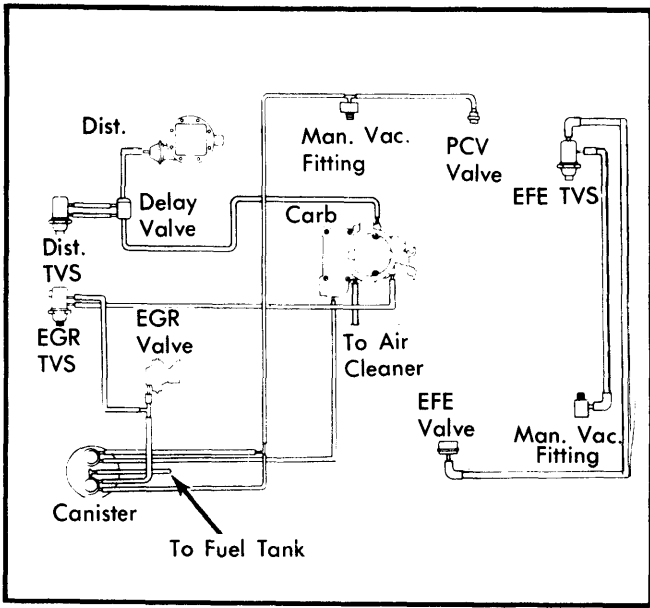 Dist.
Man. Vac.
Fitting
PCV
Valve
EFE TVS
Delay
Valve
Carb
Dist.
TVS
EGR
TVS
EGR
Valve
To Air
Cleaner
EFE
Valve
Man. Vac.
Fitting
Canister
To Fuel Tank